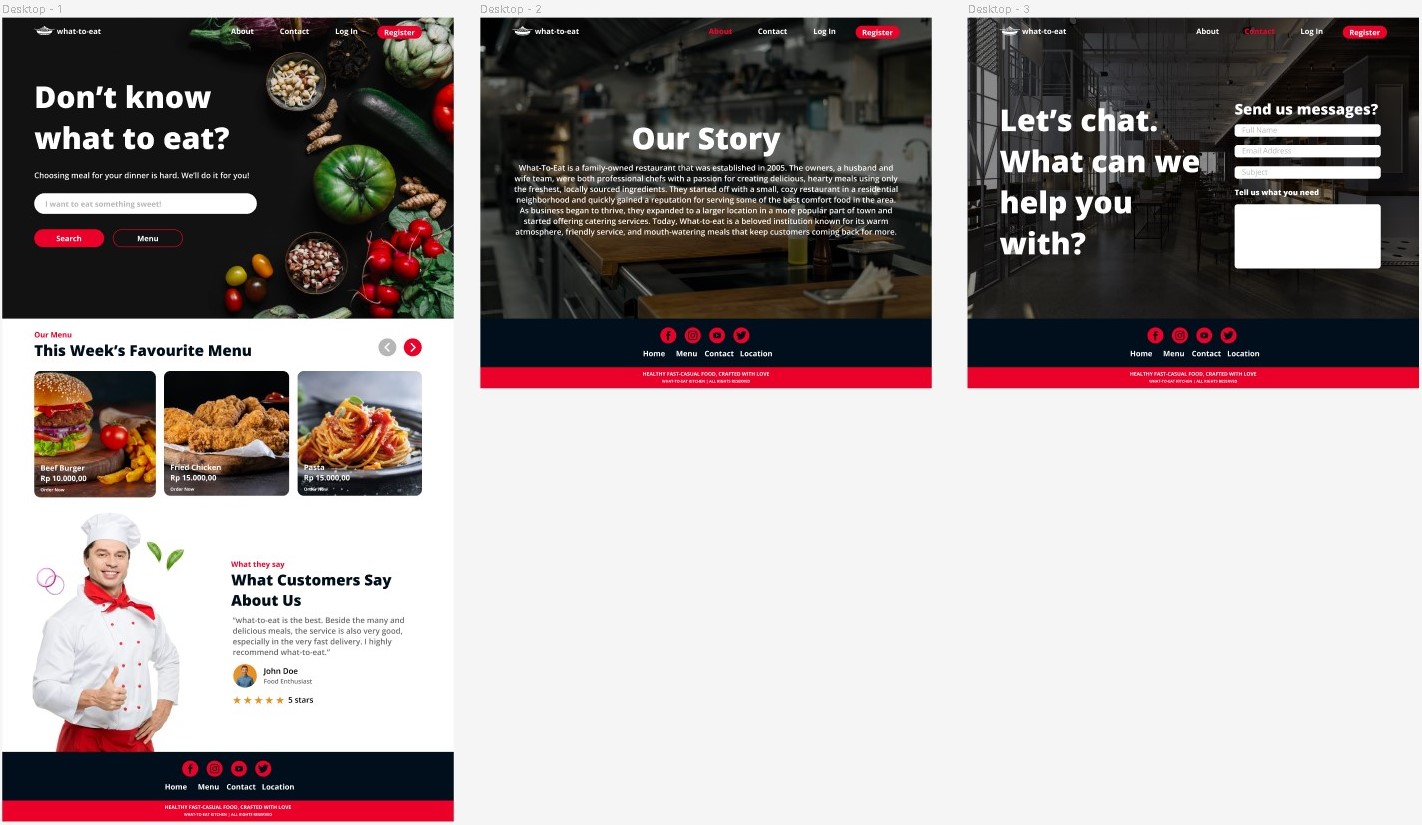 Desktop - 1
what-to-eat
About
Contact
Log In
Register
Don't know
what to eat?
Choosing meal for your dinner is hard. We'll do it for you!
I want to eat something sweet!
Search
Menu
Our Menu
This Week's Favourite Menu
Beef Burger
Rp 10.000,00
Order Now
Fried Chicken
Rp 15.000,00
Order Now
Pasta
Rp 15.000,00
Order Now
What they say
What Customers Say
About Us
"what-to-eat is the best. Beside the many and
delicious meals, the service is also very good,
especially in the very fast delivery. I highly
recommend what-to-eat."
John Doe
Food Enthusiast
5 stars
Home Menu Contact Location
HEALTHY FAST-CASUAL FOOD, CRAFTED WITH LOVE
WHAT-TO-EAT KITCHEN | ALL RIGHTS RESERVED
Desktop - 2
what-to-eat
About
Contact
Log In
Register
Our Story
What-To-Eat is a family-owned restaurant that was established in 2005. The owners, a husband and
wife team, were both professional chefs with a passion for creating delicious, hearty meals using only
the freshest, locally sourced ingredients. They started off with a small, cozy restaurant in a residential
neighborhood and quickly gained a reputation for serving some of the best comfort food in the area.
As business began to thrive, they expanded to a larger location in a more popular part of town and
started offering catering services. Today, What-to-eat is a beloved institution known for its warm
atmosphere, friendly service, and mouth-watering meals that keep customers coming back for more.
Home Menu Contact Location
HEALTHY FAST-CASUAL FOOD, CRAFTED WITH LOVE
WHAT-TO-EAT KITCHEN | ALL RIGHTS RESERVED
Desktop - 3
what-to-eat
About
Contact
Log In
Register
Let's chat.
What can we
help you
with?
Send us messages?
Full Name
Email Address
Subject
Tell us what you need
Home Menu Contact Location
HEALTHY FAST-CASUAL FOOD, CRAFTED WITH LOVE
WHAT-TO-EAT KITCHEN | ALL RIGHTS RESERVED